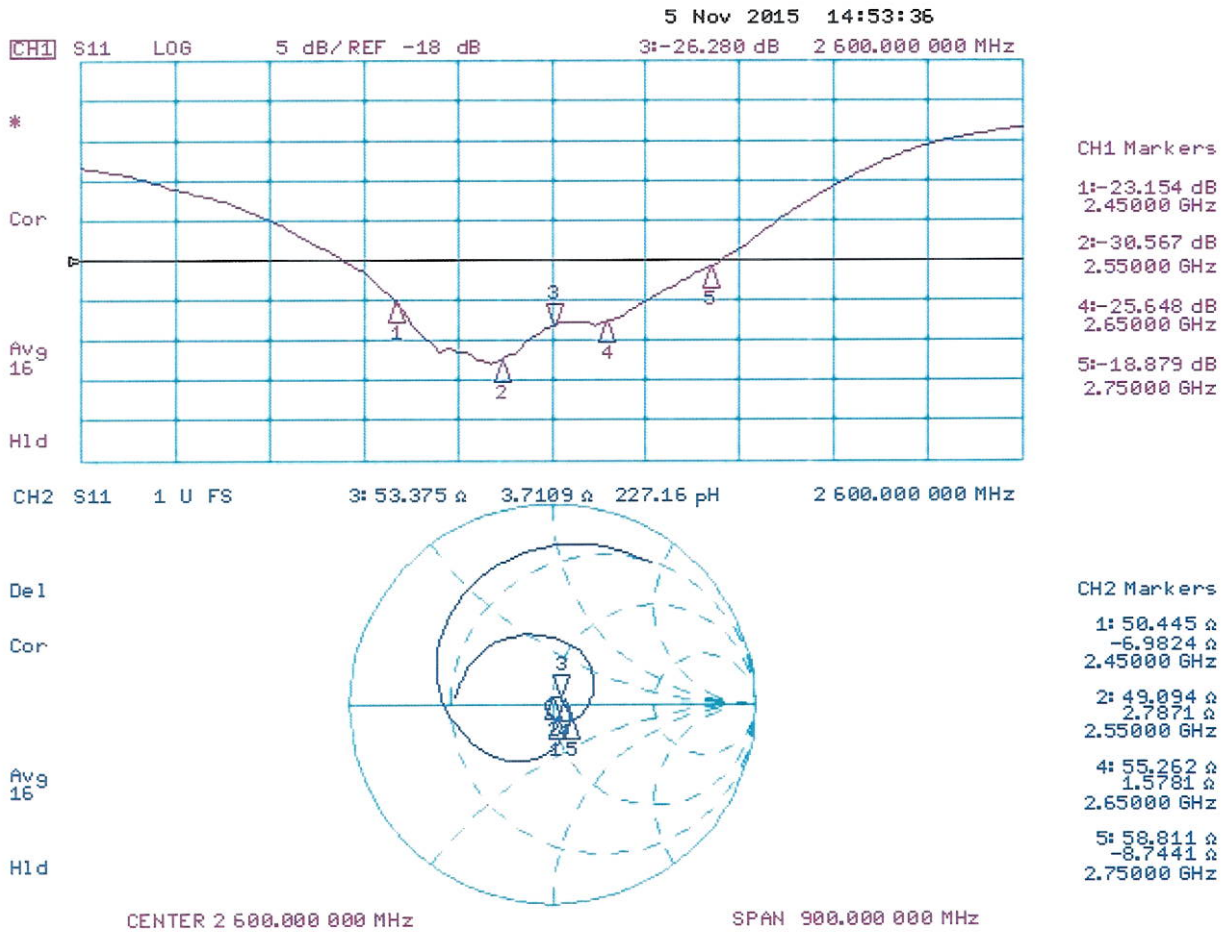 5 Nov 2015 14:53:36
CH1 S11 LOG 5 dB/REF -18 dB 3:-26.280 dB 2 600.000 000 MHz
*
CH1 Markers
1:-23.154 dB
2.45000 GHz
Cor
2:-30.567 dB
2.55000 GHz
3
5
4:-25.648 dB
2.65000 GHz
1
4
Avg
16
2
5:-18.879 dB
2.75000 GHz
Hld
CH2 S11 1 U FS 3: 53.375 Ω 3.7109 Ω 227.16 pH 2 600.000 000 MHz
Del
CH2 Markers
1: 50.445 Ω
-6.9824 Ω
2.45000 GHz
Cor
3
2: 49.094 Ω
2.7871 Ω
2.55000 GHz
5
4: 55.262 Ω
1.5781 Ω
2.65000 GHz
Avg
16
5: 58.811 Ω
-8.7441 Ω
2.75000 GHz
Hld
CENTER 2 600.000 000 MHz SPAN 900.000 000 MHz